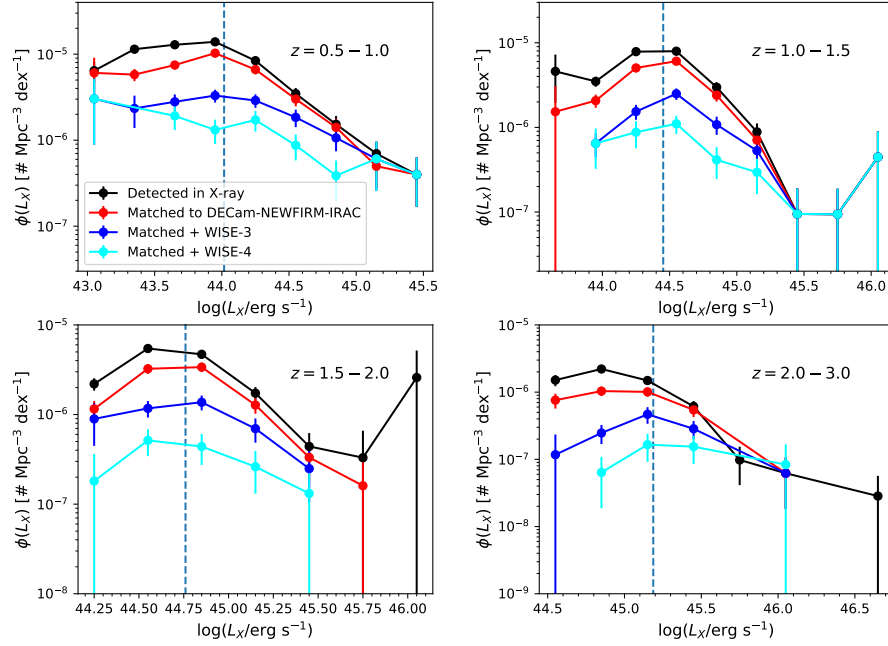 z = 0.5 − 1.0
10⁻⁵
10⁻⁶
10⁻⁷
ϕ(L_X) [# Mpc⁻³ dex⁻¹]
Detected in X-ray
Matched to DECam-NEWFIRM-IRAC
Matched + WISE-3
Matched + WISE-4
43.0 43.5 44.0 44.5 45.0 45.5
log(L_X/erg s⁻¹)
z = 1.0 − 1.5
10⁻⁵
10⁻⁶
10⁻⁷
ϕ(L_X) [# Mpc⁻³ dex⁻¹]
44.0 44.5 45.0 45.5 46.0
log(L_X/erg s⁻¹)
z = 1.5 − 2.0
10⁻⁵
10⁻⁶
10⁻⁷
10⁻⁸
ϕ(L_X) [# Mpc⁻³ dex⁻¹]
44.25 44.50 44.75 45.00 45.25 45.50 45.75 46.00
log(L_X/erg s⁻¹)
z = 2.0 − 3.0
10⁻⁵
10⁻⁶
10⁻⁷
10⁻⁸
10⁻⁹
ϕ(L_X) [# Mpc⁻³ dex⁻¹]
44.5 45.0 45.5 46.0 46.5
log(L_X/erg s⁻¹)